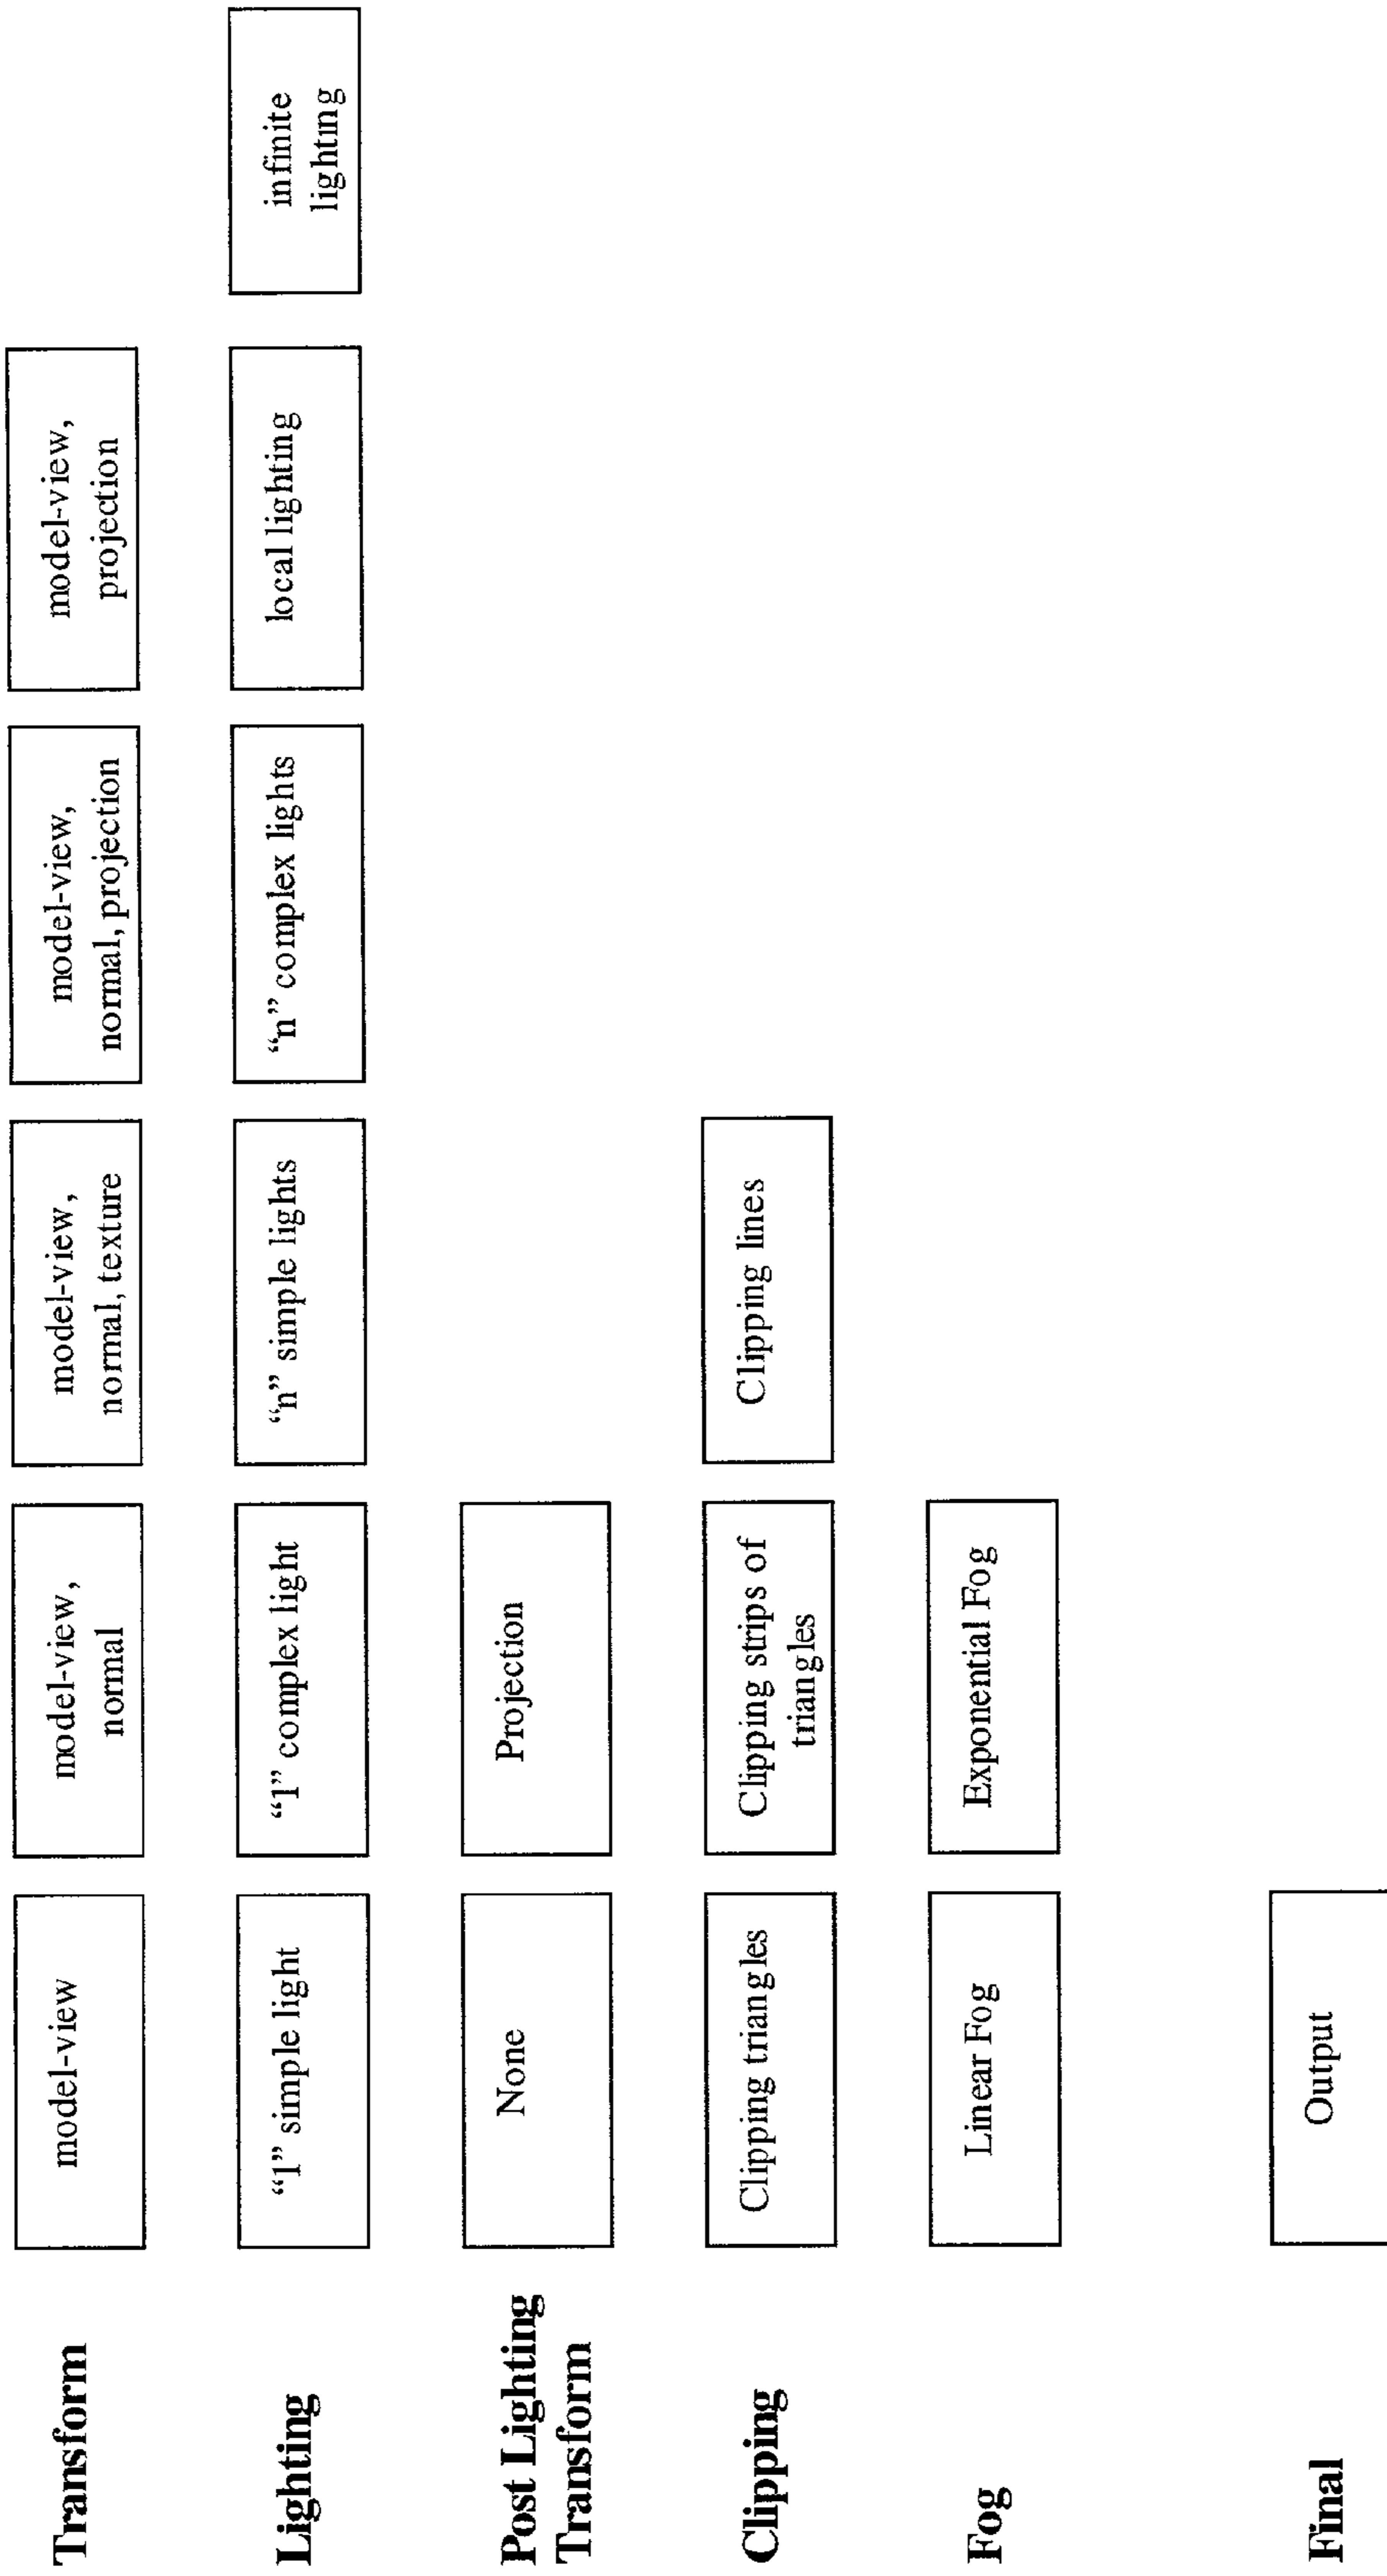 Transform
model-view
model-view,
normal
model-view,
normal, texture
model-view,
normal, projection
model-view,
projection
Lighting
“1” simple light
“1” complex light
“n” simple lights
“n” complex lights
local lighting
infinite
lighting
Post Lighting
Transform
None
Projection
Clipping
Clipping triangles
Clipping strips of
triangles
Clipping lines
Fog
Linear Fog
Exponential Fog
Final
Output